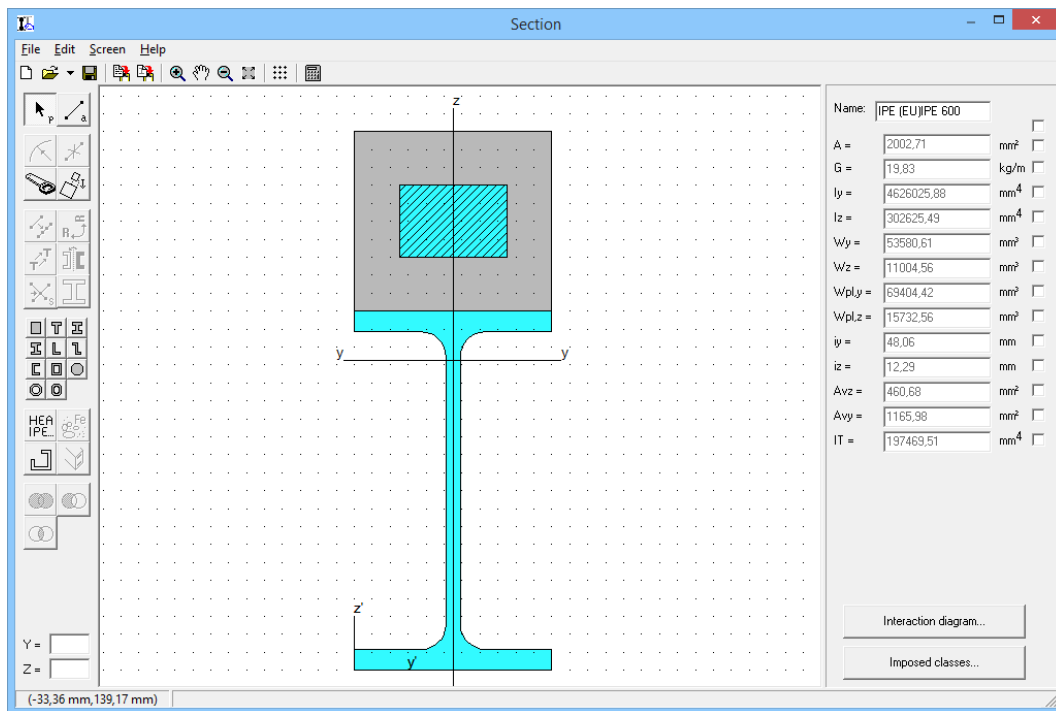 Section
File Edit Screen Help
P
a
R
R
T T
S
HEA
IPE...
Fe
Y =
Z =
z
y y
z'
y'
Name: IPE (EU)IPE 600
A = 2002,71 mm²
G = 19,83 kg/m
Iy = 4626025,88 mm4
Iz = 302625,49 mm4
Wy = 53580,61 mm³
Wz = 11004,56 mm³
Wpl,y = 69404,42 mm³
Wpl,z = 15732,56 mm³
iy = 48,06 mm
iz = 12,29 mm
Avz = 460,68 mm²
Avy = 1165,98 mm²
IT = 197469,51 mm4
Interaction diagram...
Imposed classes...
(-33,36 mm,139,17 mm)